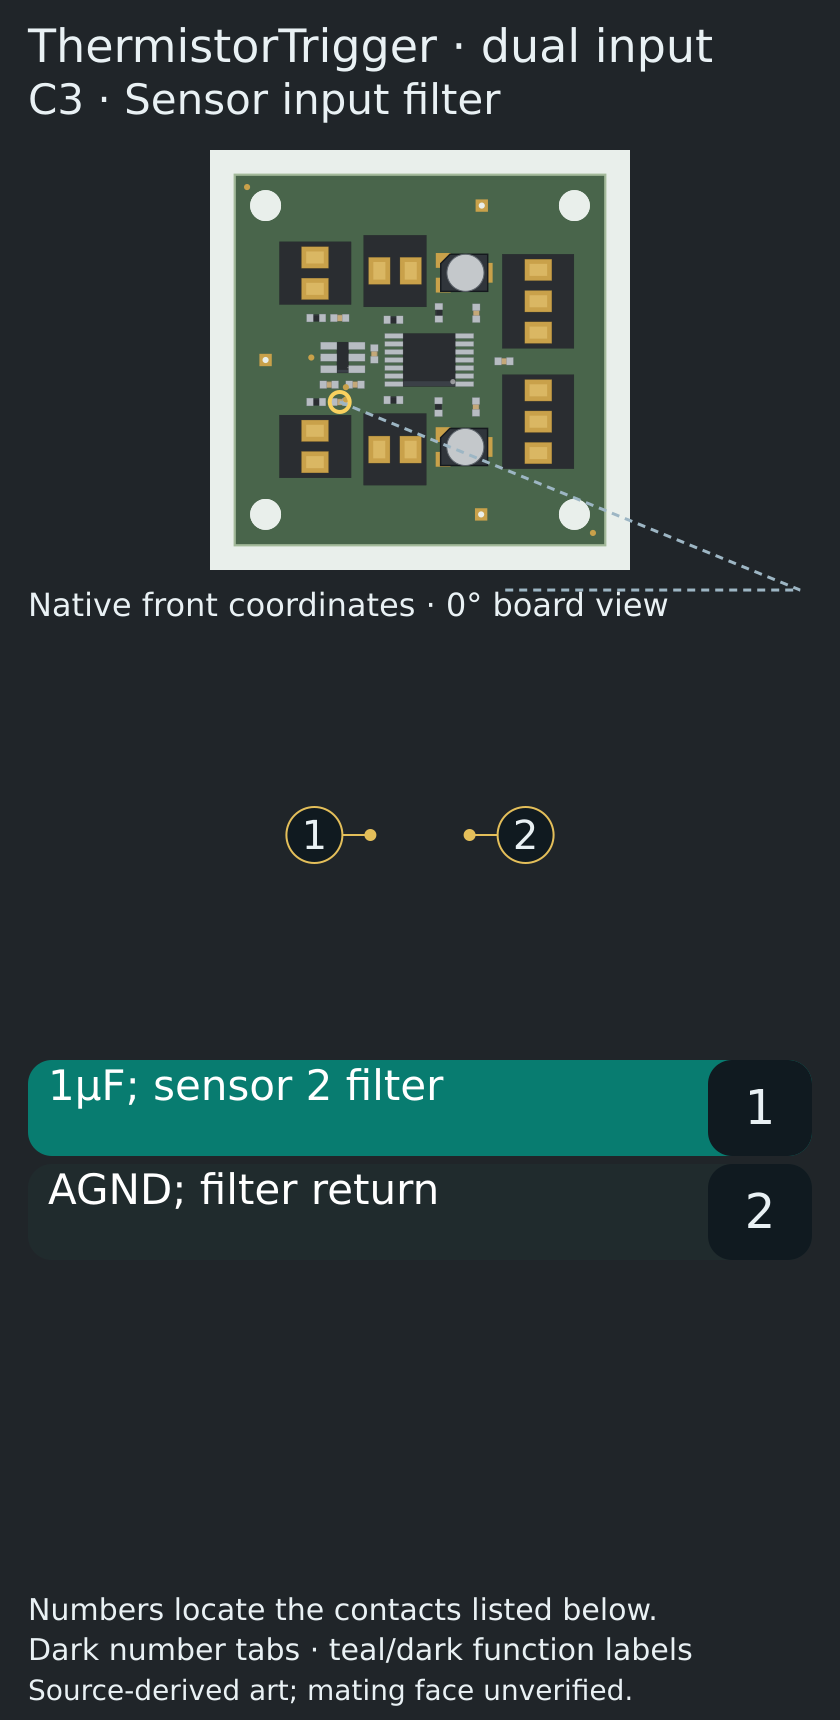 ThermistorTrigger · dual input
C3 · Sensor input filter
Native front coordinates · 0° board view
1
2
1µF; sensor 2 filter
1
AGND; filter return
2
Numbers locate the contacts listed below.
Dark number tabs · teal/dark function labels
Source-derived art; mating face unverified.